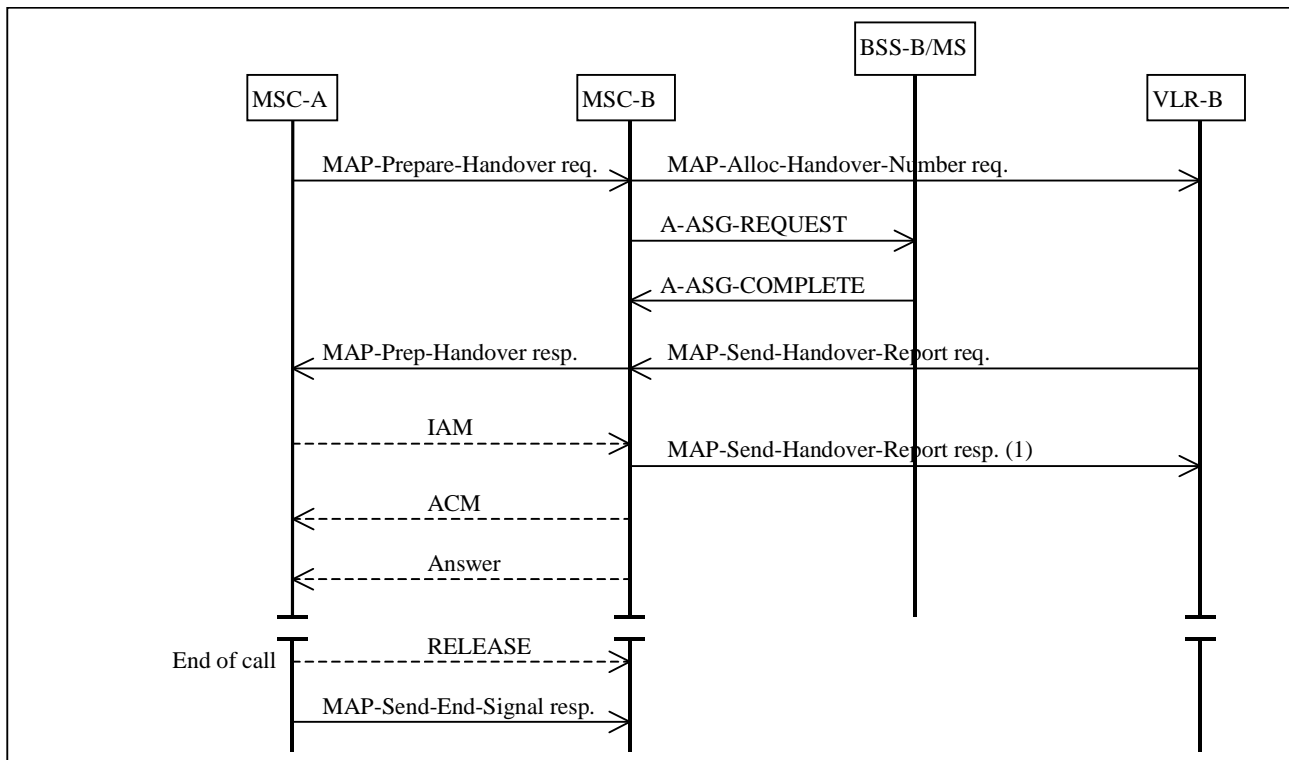 BSS-B/MS
MSC-A
MSC-B
VLR-B
MAP-Prepare-Handover req.
MAP-Alloc-Handover-Number req.
A-ASG-REQUEST
A-ASG-COMPLETE
MAP-Prep-Handover resp.
MAP-Send-Handover-Report req.
IAM
MAP-Send-Handover-Report resp. (1)
ACM
Answer
RELEASE
End of call
MAP-Send-End-Signal resp.